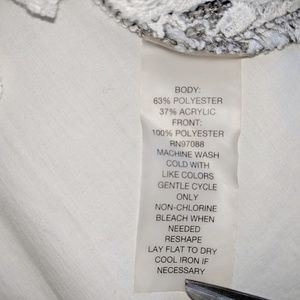 BODY:
63% POLYESTER
37% ACRYLIC
FRONT:
100% POLYESTER
RN97088
MACHINE WASH
COLD WITH
LIKE COLORS
GENTLE CYCLE
ONLY
NON-CHLORINE
BLEACH WHEN
NEEDED
RESHAPE
LAY FLAT TO DRY
COOL IRON IF
NECESSARY